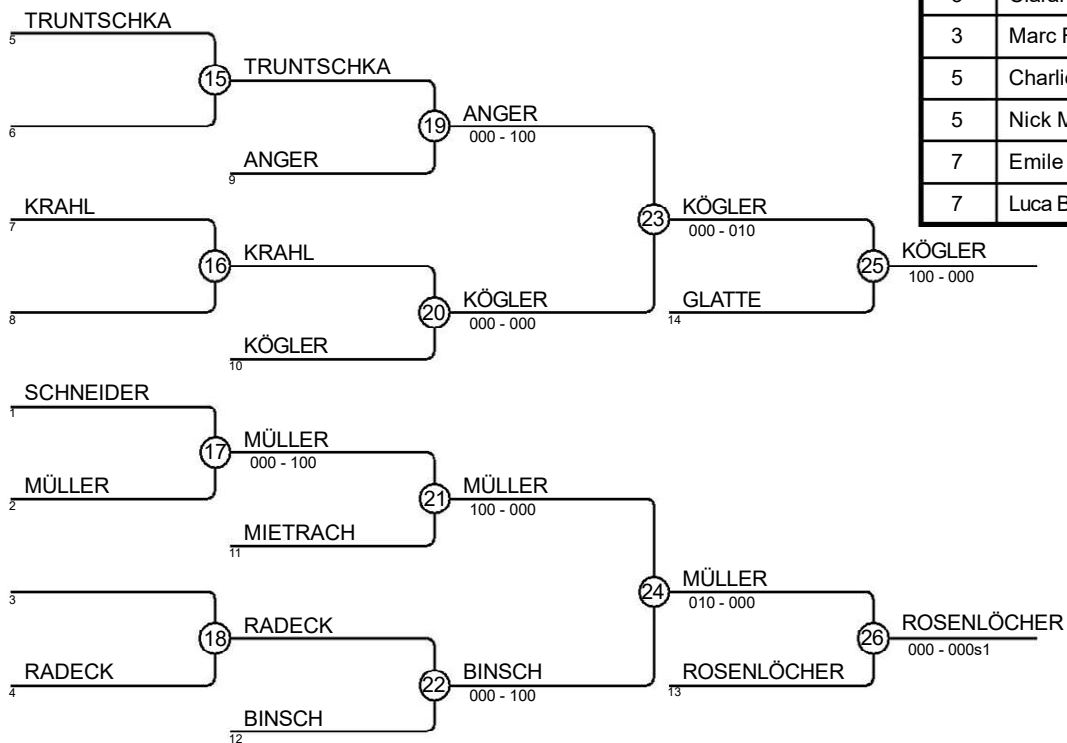 TRUNTSCHKA
5
15
TRUNTSCHKA
6
19
ANGER
000 - 100
ANGER
9
KRAHL
7
16
KRAHL
8
20
KÖGLER
000 - 000
KÖGLER
10
23
KÖGLER
000 - 010
GLATTE
14
25
KÖGLER
100 - 000
SCHNEIDER
1
17
MÜLLER
000 - 100
MÜLLER
2
21
MÜLLER
100 - 000
MIETRACH
11
3
18
RADECK
RADECK
4
22
BINSCH
000 - 100
BINSCH
12
24
MÜLLER
010 - 000
ROSENLÖCHER
13
26
ROSENLÖCHER
000 - 000s1
3 Marc
5 Charlie
5 Nick
7 Emile
7 Luca